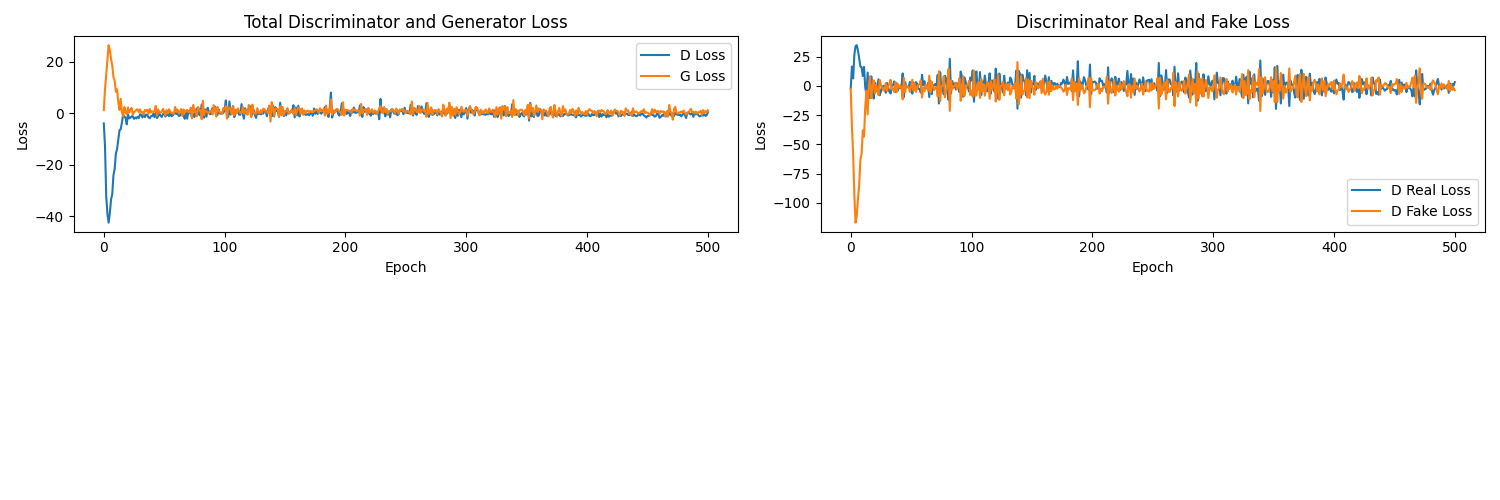 Total Discriminator and Generator Loss
Loss
20
0
−20
−40
D Loss
G Loss
0
100
200
300
400
500
Epoch
Discriminator Real and Fake Loss
Loss
25
0
−25
−50
−75
−100
D Real Loss
D Fake Loss
0
100
200
300
400
500
Epoch